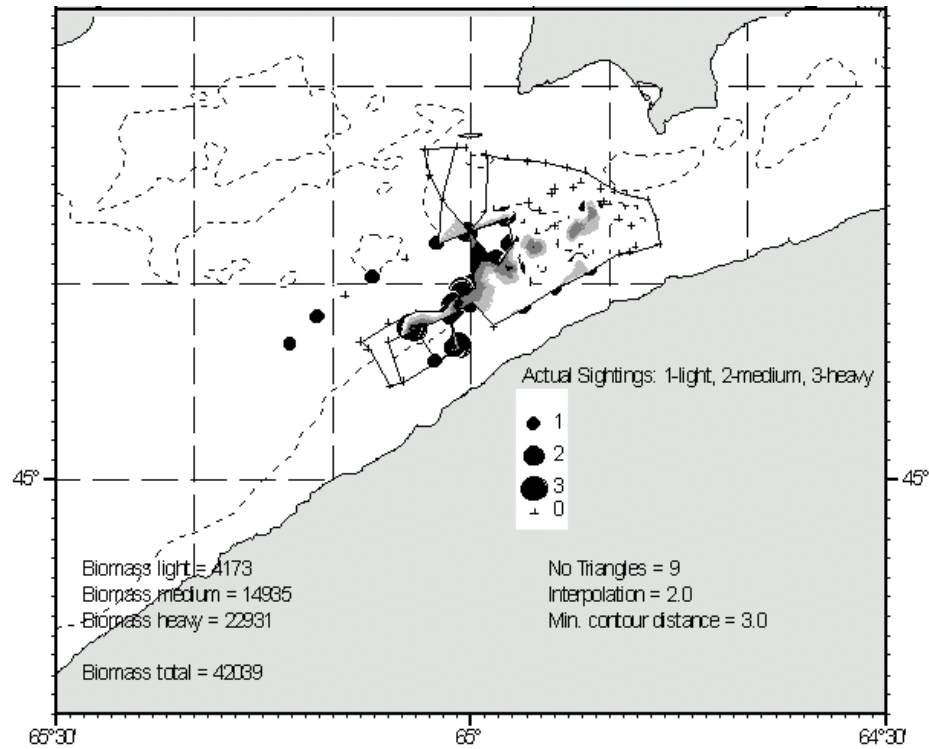 Actual Sightings: 1-light, 2-medium, 3-heavy
1
2
3
0
45°
45°
Biomass light = 4173
Biomass medium = 14935
Biomass heavy = 22931
Biomass total = 42039
No Triangles = 9
Interpolation = 2.0
Min. contour distance = 3.0
65°30'
65°
64°30'